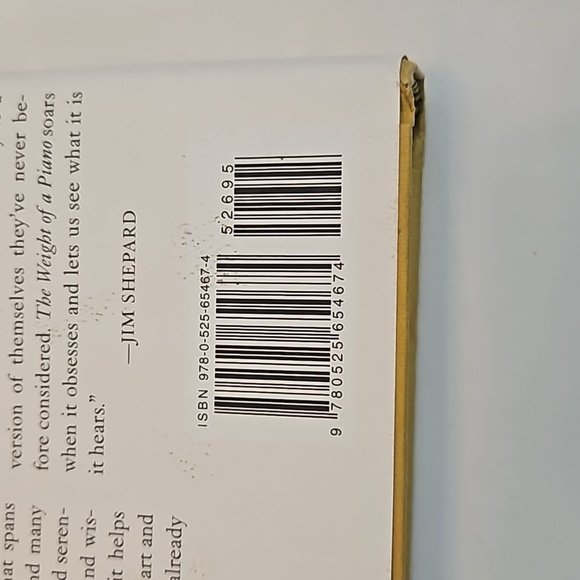 version of themselves they've never be-
fore considered. The Weight of a Piano soars
when it obsesses and lets us see what it is
it hears."
—JIM SHEPARD
at spans
nd many
d seren-
nd wis-
it helps
art and
already
ISBN 978-0-525-65467-4
52695
9 780525 654674